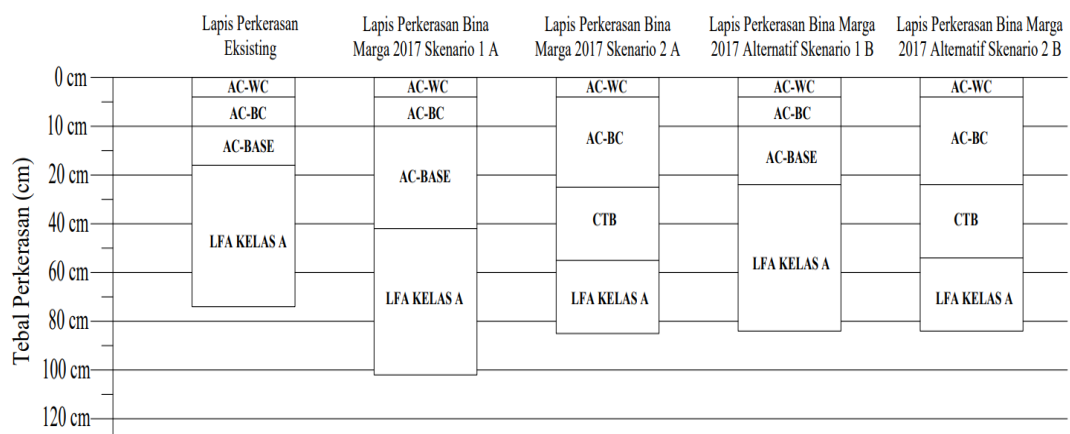 Lapis Perkerasan
Eksisting
Lapis Perkerasan Bina
Marga 2017 Skenario 1 A
Lapis Perkerasan Bina
Marga 2017 Skenario 2 A
Lapis Perkerasan Bina Marga
2017 Alternatif Skenario 1 B
Lapis Perkerasan Bina Marga
2017 Alternatif Skenario 2 B
Tebal Perkerasan (cm)
0 cm
10 cm
20 cm
40 cm
60 cm
80 cm
100 cm
120 cm
AC-WC
AC-BC
AC-BASE
LFA KELAS A
AC-WC
AC-BC
AC-BASE
LFA KELAS A
AC-WC
AC-BC
CTB
LFA KELAS A
AC-WC
AC-BC
AC-BASE
LFA KELAS A
AC-WC
AC-BC
CTB
LFA KELAS A